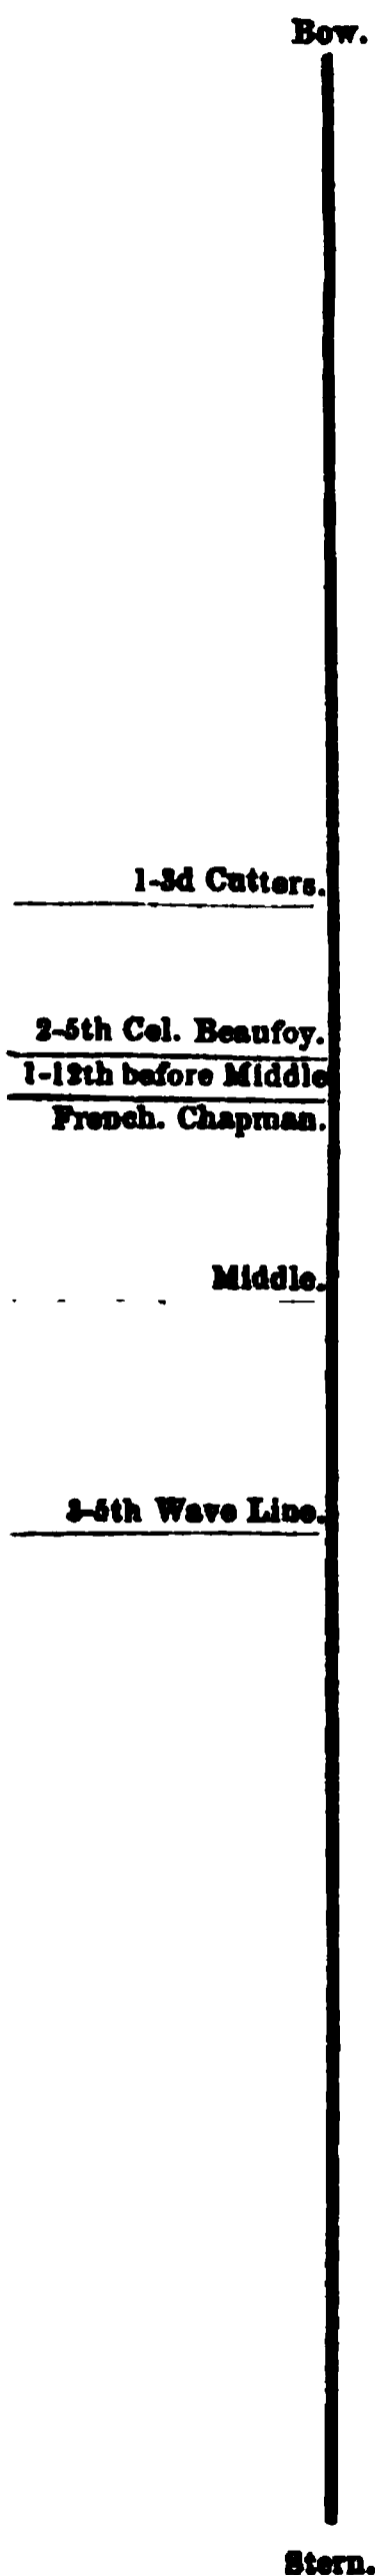 Bow.
1-3d Cutters.
2-5th Col. Beaufoy.
1-12th before Middle
French. Chapman.
Middle.
3-5th Wave Line.
Stern.